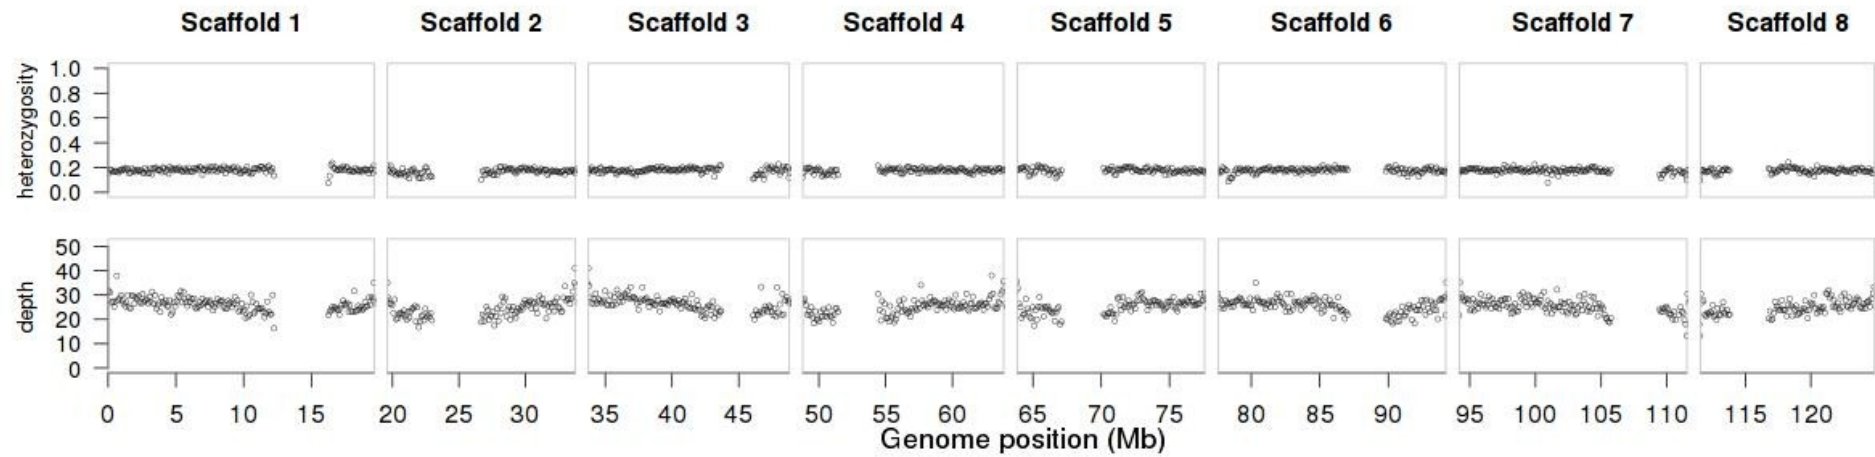 Scaffold 1 Scaffold 2 Scaffold 3 Scaffold 4 Scaffold 5 Scaffold 6 Scaffold 7 Scaffold 8
heterozygosity
1.0
0.8
0.6
0.4
0.2
0.0
depth
50
40
30
20
10
0
0 5 10 15 20 25 30 35 40 45 50 55 60 65 70 75 80 85 90 95 100 105 110 115 120
Genome position (Mb)